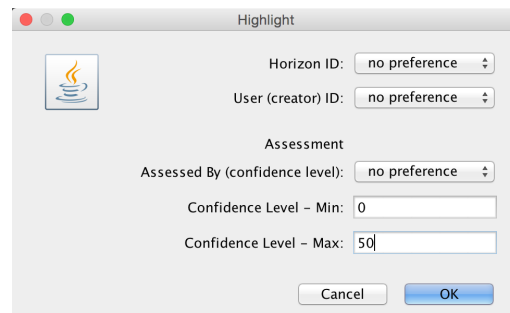 Highlight
Horizon ID: no preference
User (creator) ID: no preference
Assessment
Assessed By (confidence level): no preference
Confidence Level – Min: 0
Confidence Level – Max: 50
Cancel OK